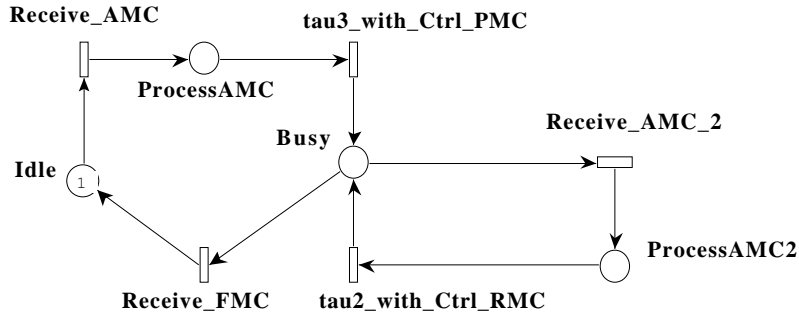 Receive_AMC
tau3_with_Ctrl_PMC
ProcessAMC
Receive_AMC_2
Busy
Idle
1
ProcessAMC2
Receive_FMC
tau2_with_Ctrl_RMC